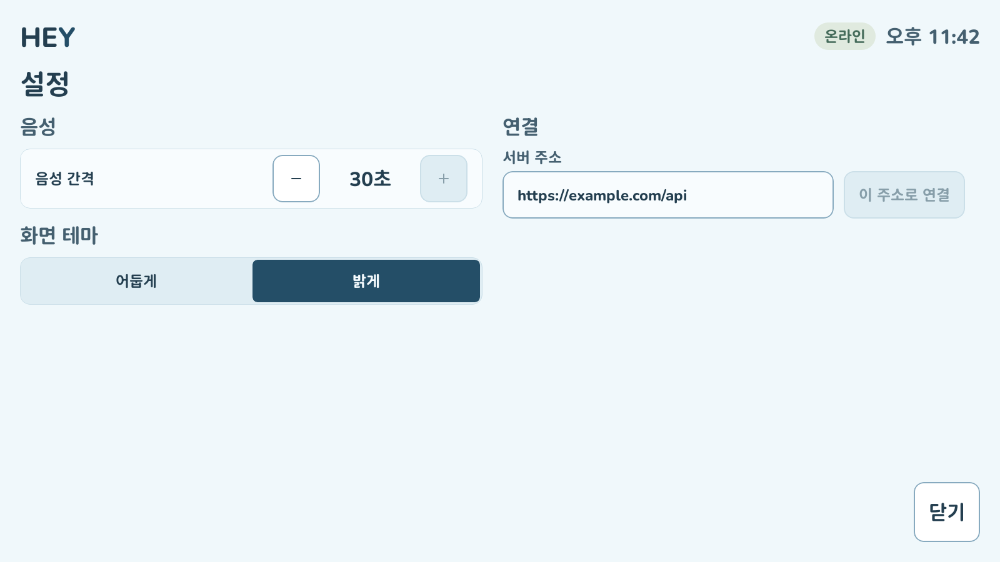 HEY
온라인 오후 11:42
설정
음성
음성 간격 − 30초 +
화면 테마
어둡게 밝게
연결
서버 주소
https://example.com/api 이 주소로 연결
닫기